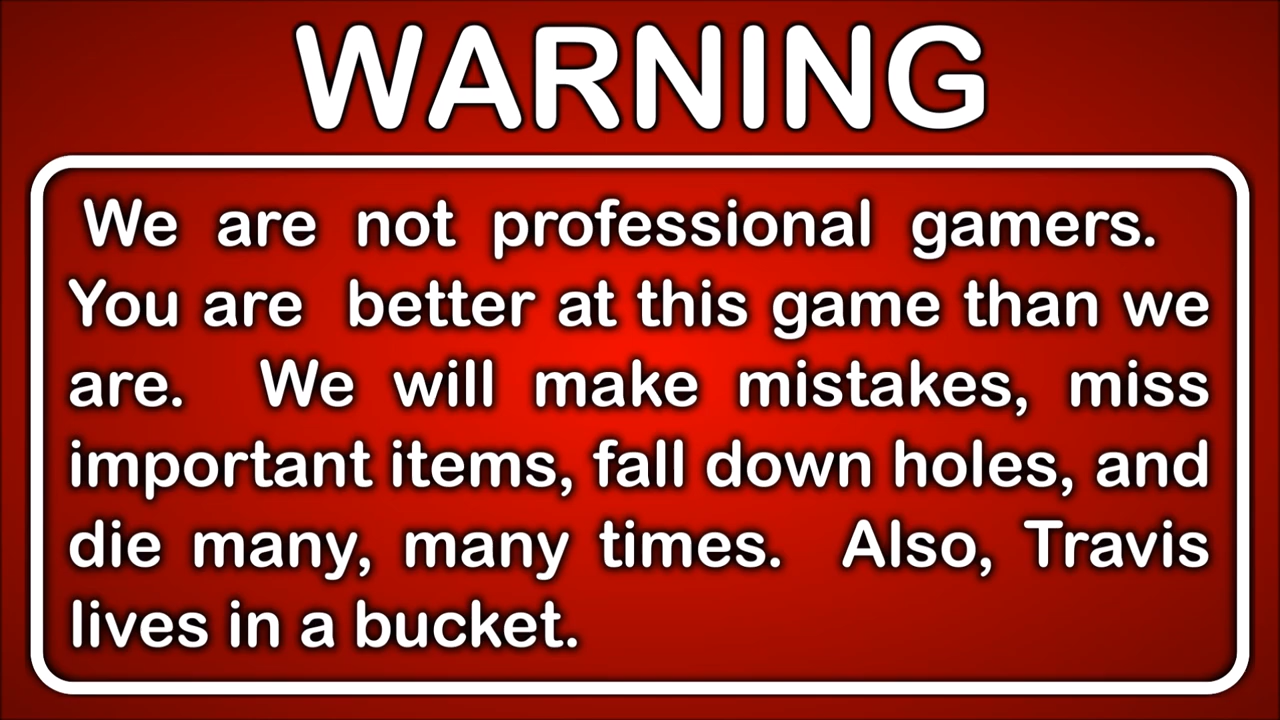 WARNING
We are not professional gamers.
You are better at this game than we
are. We will make mistakes, miss
important items, fall down holes, and
die many, many times. Also, Travis
lives in a bucket.